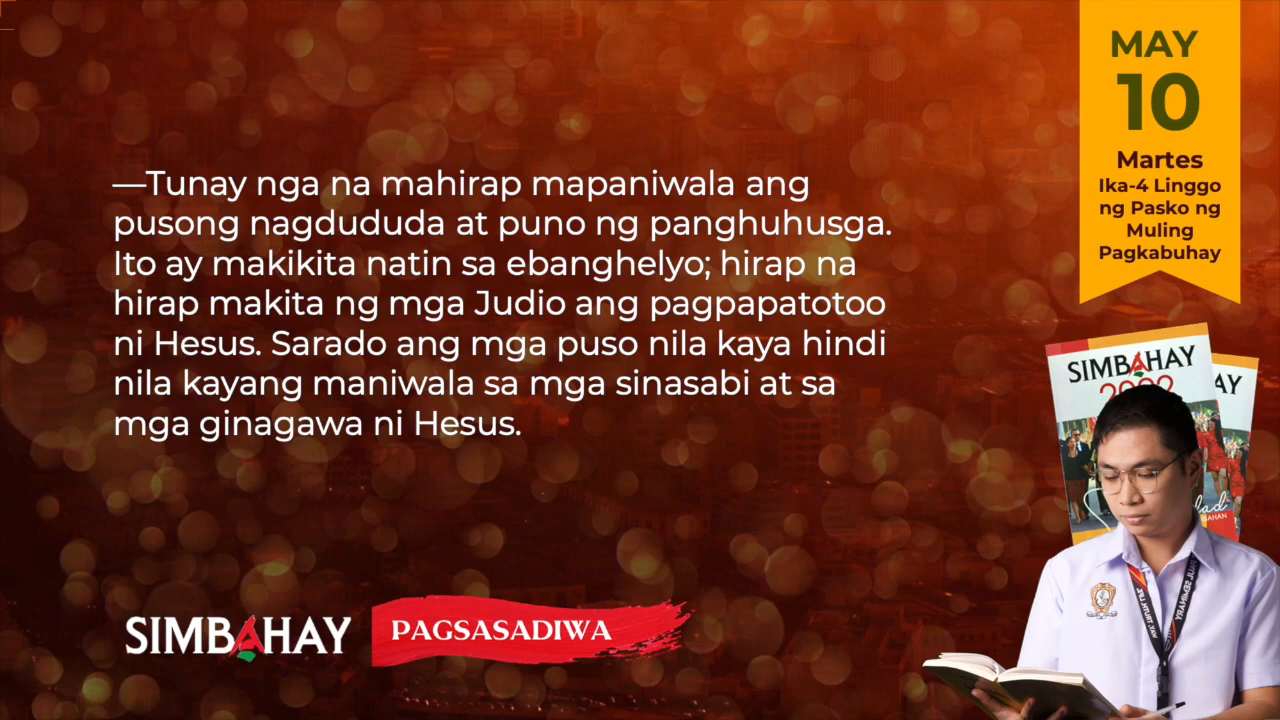 MAY
10
Martes
Ika-4 Linggo
ng Pasko ng
Muling
Pagkabuhay
—Tunay nga na mahirap mapaniwala ang
pusong nagdududa at puno ng panghuhusga.
Ito ay makikita natin sa ebanghelyo; hirap na
hirap makita ng mga Judio ang pagpapatotoo
ni Hesus. Sarado ang mga puso nila kaya hindi
nila kayang maniwala sa mga sinasabi at sa
mga ginagawa ni Hesus.
SIMBAHAY
2022
AY
SIMBAHAY
PAGSASADIWA